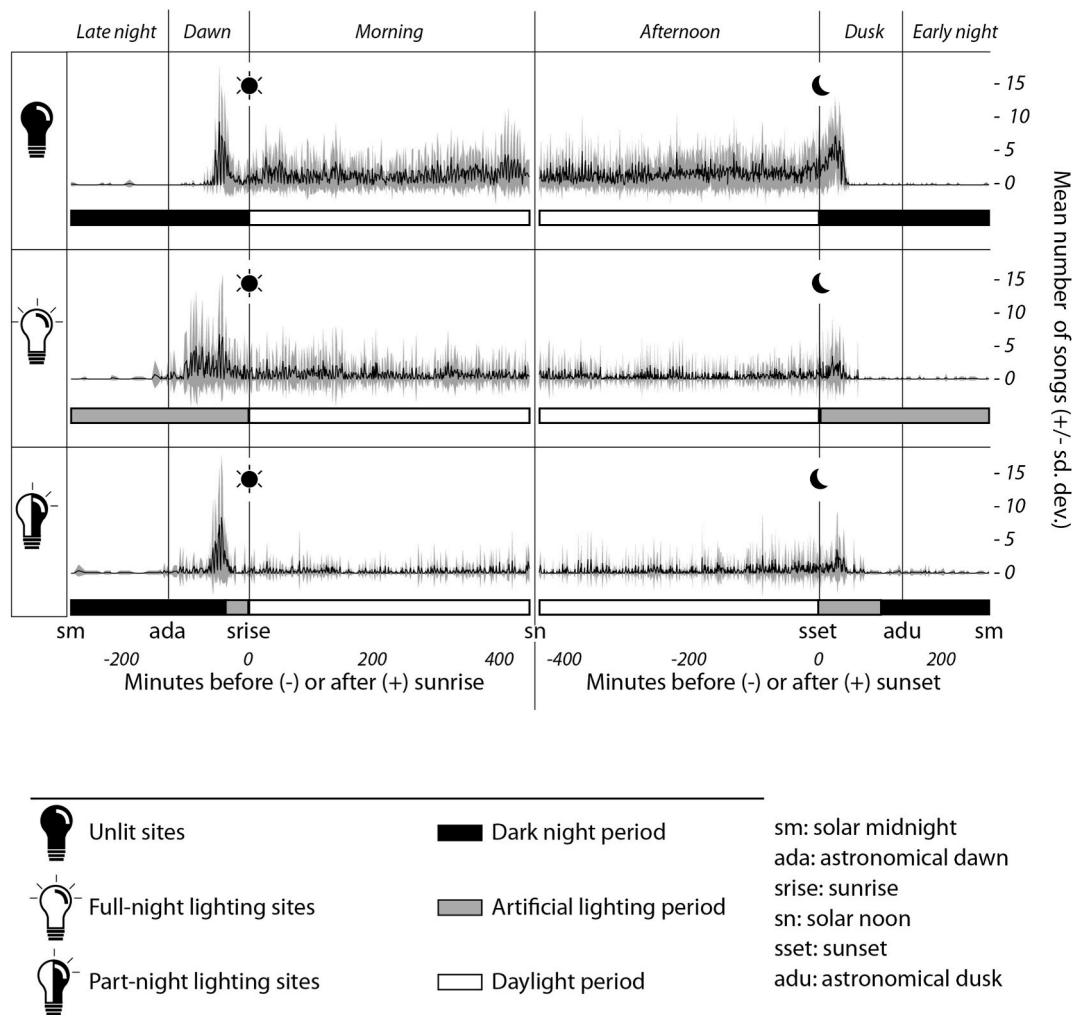 Late night Dawn Morning Afternoon Dusk Early night
- 15
- 10
- 5
- 0
- 15
- 10
- 5
- 0
- 15
- 10
- 5
- 0
Mean number of songs (+/- sd. dev.)
sm ada srise sn sset adu sm
-200 0 200 400 -400 -200 0 200
Minutes before (-) or after (+) sunrise Minutes before (-) or after (+) sunset
Unlit sites
Full-night lighting sites
Part-night lighting sites
Dark night period
Artificial lighting period
Daylight period
sm: solar midnight
ada: astronomical dawn
srise: sunrise
sn: solar noon
sset: sunset
adu: astronomical dusk